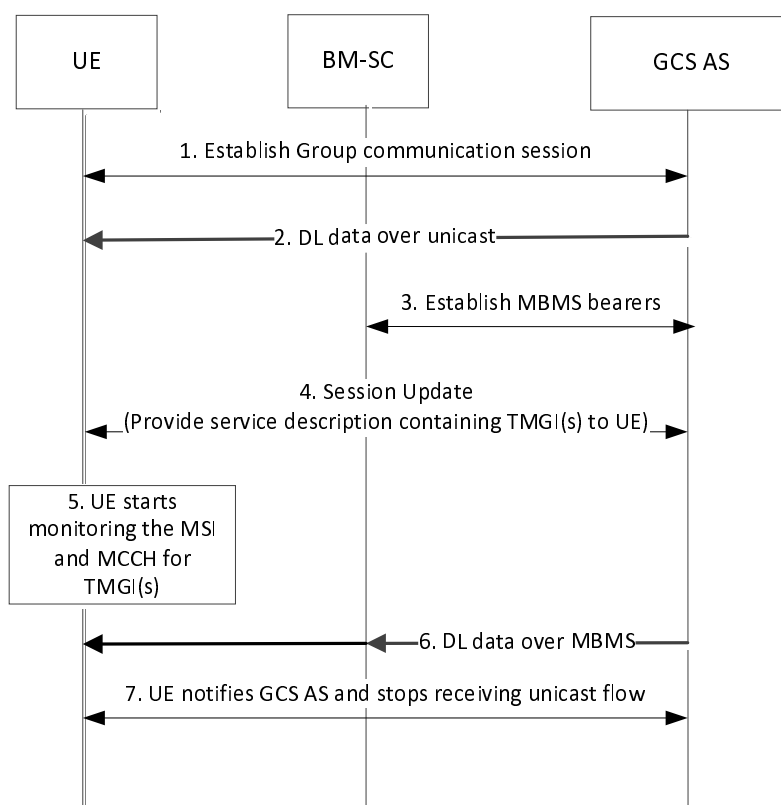 UE
BM-SC
GCS AS
1. Establish Group communication session
2. DL data over unicast
3. Establish MBMS bearers
4. Session Update
(Provide service description containing TMGI(s) to UE)
5. UE starts
monitoring the MSI
and MCCH for
TMGI(s)
6. DL data over MBMS
7. UE notifies GCS AS and stops receiving unicast flow